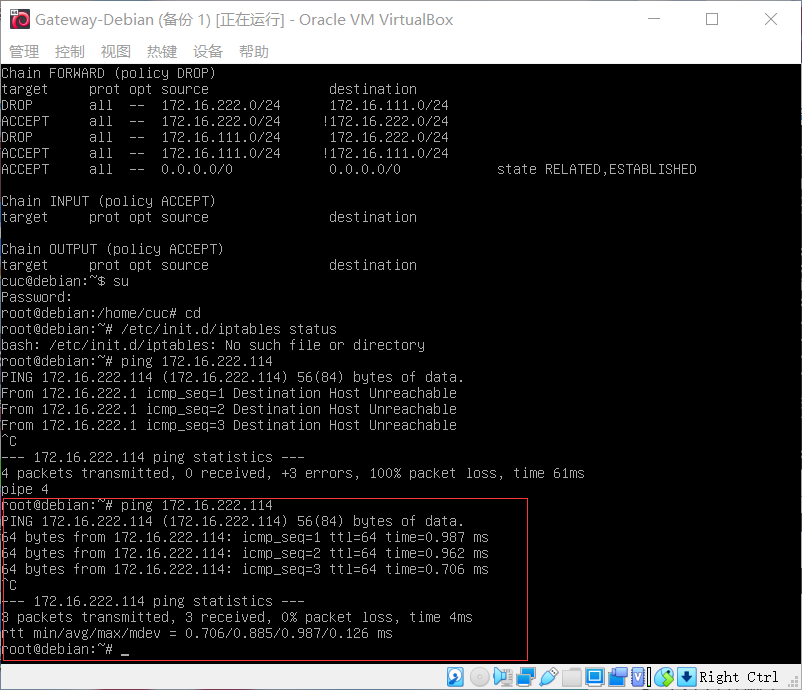 Gateway-Debian (备份 1) [正在运行] - Oracle VM VirtualBox
管理 控制 视图 热键 设备 帮助
Chain FORWARD (policy DROP)
target     prot opt source               destination
DROP       all  --  172.16.222.0/24      172.16.111.0/24
ACCEPT     all  --  172.16.222.0/24     !172.16.222.0/24
DROP       all  --  172.16.111.0/24      172.16.222.0/24
ACCEPT     all  --  172.16.111.0/24     !172.16.111.0/24
ACCEPT     all  --  0.0.0.0/0            0.0.0.0/0            state RELATED,ESTABLISHED
Chain INPUT (policy ACCEPT)
target     prot opt source               destination
Chain OUTPUT (policy ACCEPT)
target     prot opt source               destination
cuc@debian:~$ su
Password:
root@debian:/home/cuc# cd
root@debian:~# /etc/init.d/iptables status
bash: /etc/init.d/iptables: No such file or directory
root@debian:~# ping 172.16.222.114
PING 172.16.222.114 (172.16.222.114) 56(84) bytes of data.
From 172.16.222.1 icmp_seq=1 Destination Host Unreachable
From 172.16.222.1 icmp_seq=2 Destination Host Unreachable
From 172.16.222.1 icmp_seq=3 Destination Host Unreachable
^C
--- 172.16.222.114 ping statistics ---
4 packets transmitted, 0 received, +3 errors, 100% packet loss, time 61ms
pipe 4
root@debian:~# ping 172.16.222.114
PING 172.16.222.114 (172.16.222.114) 56(84) bytes of data.
64 bytes from 172.16.222.114: icmp_seq=1 ttl=64 time=0.987 ms
64 bytes from 172.16.222.114: icmp_seq=2 ttl=64 time=0.962 ms
64 bytes from 172.16.222.114: icmp_seq=3 ttl=64 time=0.706 ms
^C
--- 172.16.222.114 ping statistics ---
3 packets transmitted, 3 received, 0% packet loss, time 4ms
rtt min/avg/max/mdev = 0.706/0.885/0.987/0.126 ms
root@debian:~# _
Right Ctrl